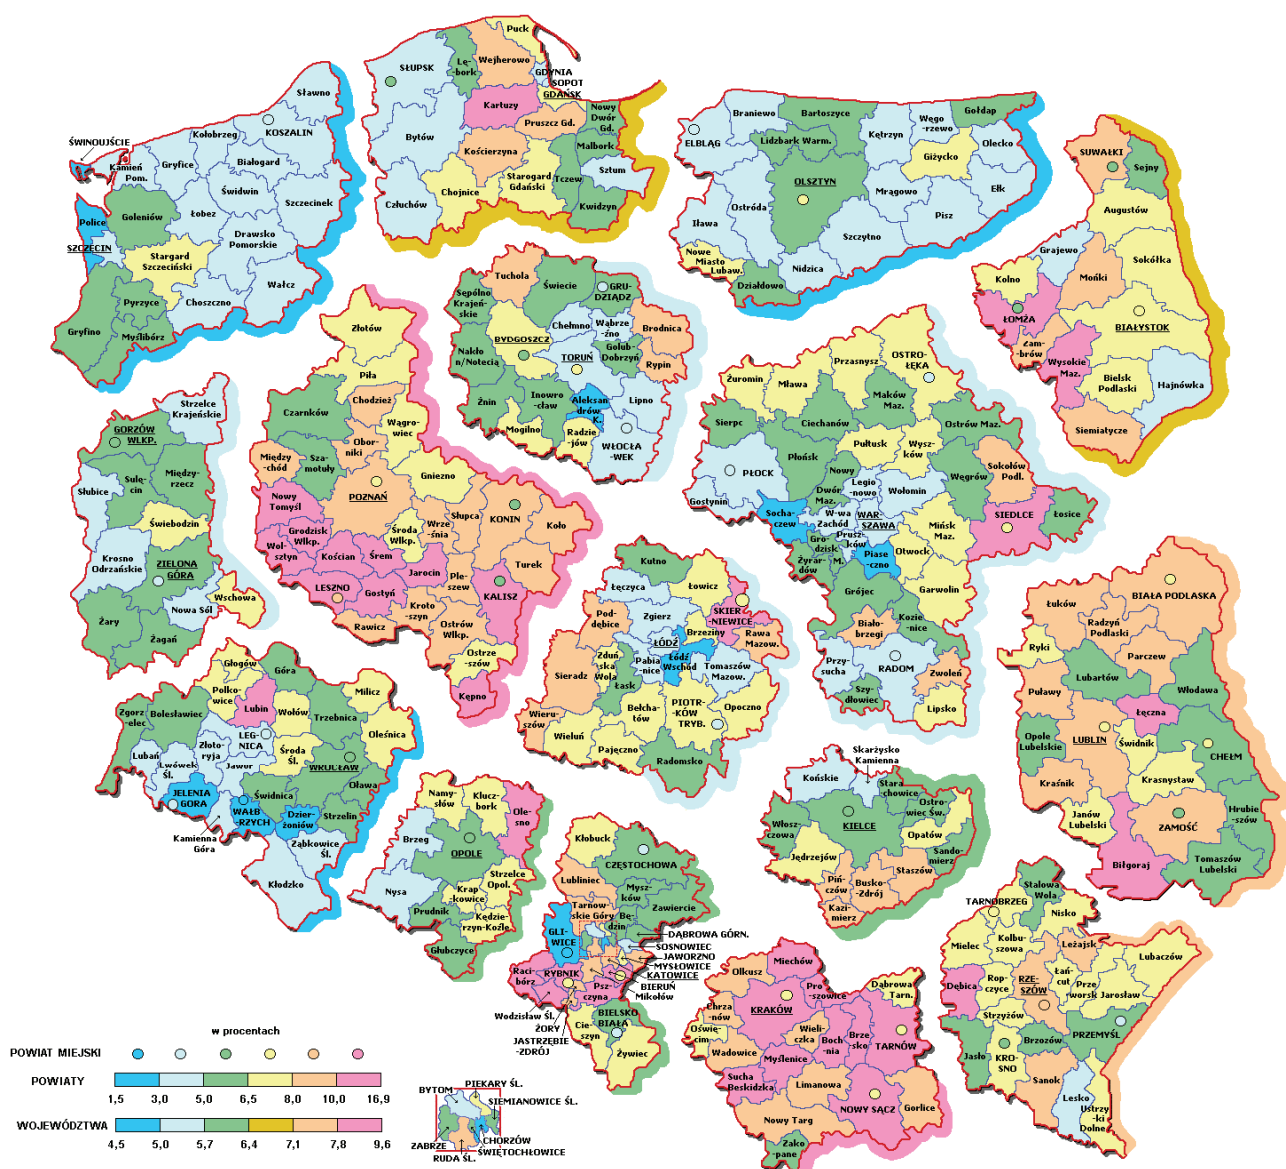 Puck
Wejherowo
Lę-
bork
SŁUPSK
GDYNIA
SOPOT
GDAŃSK
Kartuzy
Nowy
Dwór
Gd.
Pruszcz Gd.
Bytów
Kościerzyna
Malbork
Sztum
Starogard
Gdański
Tczew
Chojnice
Człuchów
Kwidzyn
Sławno
KOSZALIN
Kołobrzeg
ŚWINOUJŚCIE
Kamień
Pom.
Gryfice
Białogard
Świdwin
Szczecinek
Goleniów
Łobez
Police
SZCZECIN
Drawsko
Pomorskie
Stargard
Szczeciński
Wałcz
Choszczno
Pyrzyce
Gryfino
Myślibórz
Braniewo
Bartoszyce
Węgo
-rzewo
Gołdap
ELBLĄG
Lidzbark Warm.
Kętrzyn
Giżycko
Olecko
OLSZTYN
Mrągowo
Ełk
Ostróda
Iława
Pisz
Szczytno
Nowe
Miasto
Lubaw.
Nidzica
Działdowo
SUWAŁKI
Sejny
Augustów
Grajewo
Sokółka
Kolno
Mońki
ŁOMŻA
BIAŁYSTOK
Zam-
brów
Wysokie
Maz.
Bielsk
Podlaski
Hajnówka
Siemiatycze
Tuchola
Sępólno
Krajeń-
skie
Świecie
GRU-
DZIĄDZ
Chełmno
Wąbrze
-źno
Brodnica
BYDGOSZCZ
Nakło
n/Notecią
TORUŃ
Golub-
Dobrzyń
Rypin
Żnin
Inowro
-cław
Aleksan
drów
K.
Lipno
Mogilno
Radzie
jów
WŁOCŁA
-WEK
Złotów
Piła
Chodzież
Czarnków
Wągro-
wiec
Obor-
niki
Między
-chód
Sza-
motuły
Gniezno
POZNAŃ
Nowy
Tomyśl
Słupca
KONIN
Koło
Grodzisk
Wlkp.
Środa
Wlkp.
Wrze
-śnia
Wol-
sztyn
Kościan
Śrem
Turek
Jarocin
Ple-
szew
LESZNO
Gostyń
KALISZ
Kroto
-szyn
Rawicz
Ostrów
Wlkp.
Ostrze
-szów
Kępno
Strzelce
Krajeńskie
GORZÓW
WLKP.
Słubice
Sulę-
cin
Między-
rzecz
Świebodzin
Krosno
Odrzańskie
ZIELONA
GÓRA
Nowa Sól
Wschowa
Żary
Żagań
Żuromin
Mława
Przasnysz
OSTRO-
ŁĘKA
Maków
Maz.
Sierpc
Ciechanów
Ostrów Maz.
Pułtusk
Wysz-
ków
PŁOCK
Płońsk
Węgrów
Sokołów
Podl.
Gostynin
Nowy
Dwór
Maz.
Legio
-nowo
Wołomin
SIEDLCE
Łosice
Socha-
czew
W-wa
Zachód
WAR-
SZAWA
Mińsk
Maz.
Prusz-
ków
Gro-
dzisk
M.
Piase
-czno
Otwock
Żyrar-
dów
Garwolin
Grójec
Biało-
brzegi
Kozie
-nice
Przy-
sucha
RADOM
Zwoleń
Szy-
dłowiec
Lipsko
Kutno
Łęczyca
Łowicz
SKIER
-NIEWICE
Pod-
dębice
Zgierz
Brzeziny
Rawa
Mazow.
ŁÓDŹ
Łódź
Wschód
Zduń
ska
Wola
Pabia
-nice
Tomaszów
Mazow.
Sieradz
Łask
Bełcha-
tów
PIOTR-
KÓW
TRYB.
Opoczno
Wieru-
szów
Wieluń
Pajęczno
Radomsko
BIAŁA PODLASKA
Łuków
Radzyń
Podlaski
Ryki
Parczew
Puławy
Lubartów
Włodawa
Łęczna
Opole
Lubelskie
LUBLIN
Świdnik
CHEŁM
Kraśnik
Krasnystaw
Janów
Lubelski
ZAMOŚĆ
Hrubie
-szów
Biłgoraj
Tomaszów
Lubelski
Głogów
Góra
Polko-
wice
Milicz
Zgorz
-elec
Bolesławiec
Lubin
Wołów
Trzebnica
Oleśnica
LEG-
NICA
Lubań
Złoto-
ryja
Środa
Śl.
WROCŁAW
Lwówek
Śl.
Jawor
Oława
JELENIA
GÓRA
Świdnica
WAŁB
-RZYCH
Dzier-
żoniów
Strzelin
Kamienna
Góra
Ząbkowice
Śl.
Kłodzko
Namy-
słów
Klucz-
bork
Ole-
sno
Brzeg
OPOLE
Nysa
Strzelce
Opol.
Krap
-kowice
Prudnik
Kędzie-
rzyn-Koźle
Głubczyce
Skarżysko
Kamienna
Końskie
Stara
chowice
Ostro-
wiec Św.
Włosz
czowa
KIELCE
Opatów
Jędrzejów
Sando-
mierz
Staszów
Piń-
czów
Busko-
Zdrój
Kazi-
mierz
Kłobuck
CZĘSTOCHOWA
Lubliniec
Mysz-
ków
Tarnow
skie Góry
Zawiercie
Bę-
dzin
GLI-
WICE
DĄBROWA GÓRN.
SOSNOWIEC
JAWORZNO
MYSŁOWICE
KATOWICE
BIERUŃ
Mikołów
Raci-
bórz
RYBNIK
Psz-
czyna
Wodzisław Śl.
ŻORY
JASTRZĘBIE
-ZDRÓJ
Cie
szyn
BIELSKO
BIAŁA
Żywiec
Olkusz
Miechów
Chrza-
nów
KRAKÓW
Pro-
szowice
Dąbrowa
Tarn.
Oświę-
cim
Wieli-
czka
Boch-
nia
Brze-
sko
TARNÓW
Wadowice
Myślenice
Sucha
Beskidzka
Limanowa
NOWY SĄCZ
Gorlice
Nowy Targ
Zako-
pane
Stalowa
Wola
TARNOBRZEG
Nisko
Mielec
Kolbu-
szowa
Leżajsk
Lubaczów
Dębica
Rop-
czyce
RZE-
SZÓW
Łań-
cut
Prze-
worsk
Jarosław
Strzyżów
Brzozów
PRZEMYŚL
Jasło
KRO-
SNO
Sanok
Lesko
Ustrzy
-ki
Dolne
w procentach
POWIAT MIEJSKI
POWIATY
1,5 3,0 5,0 6,5 8,0 10,0 16,9
WOJEWÓDZTWA
4,5 5,0 5,7 6,4 7,1 7,8 9,6
BYTOM
PIEKARY ŚL.
SIEMIANOWICE ŚL.
CHORZÓW
ŚWIĘTOCHŁOWICE
ZABRZE
RUDA ŚL.